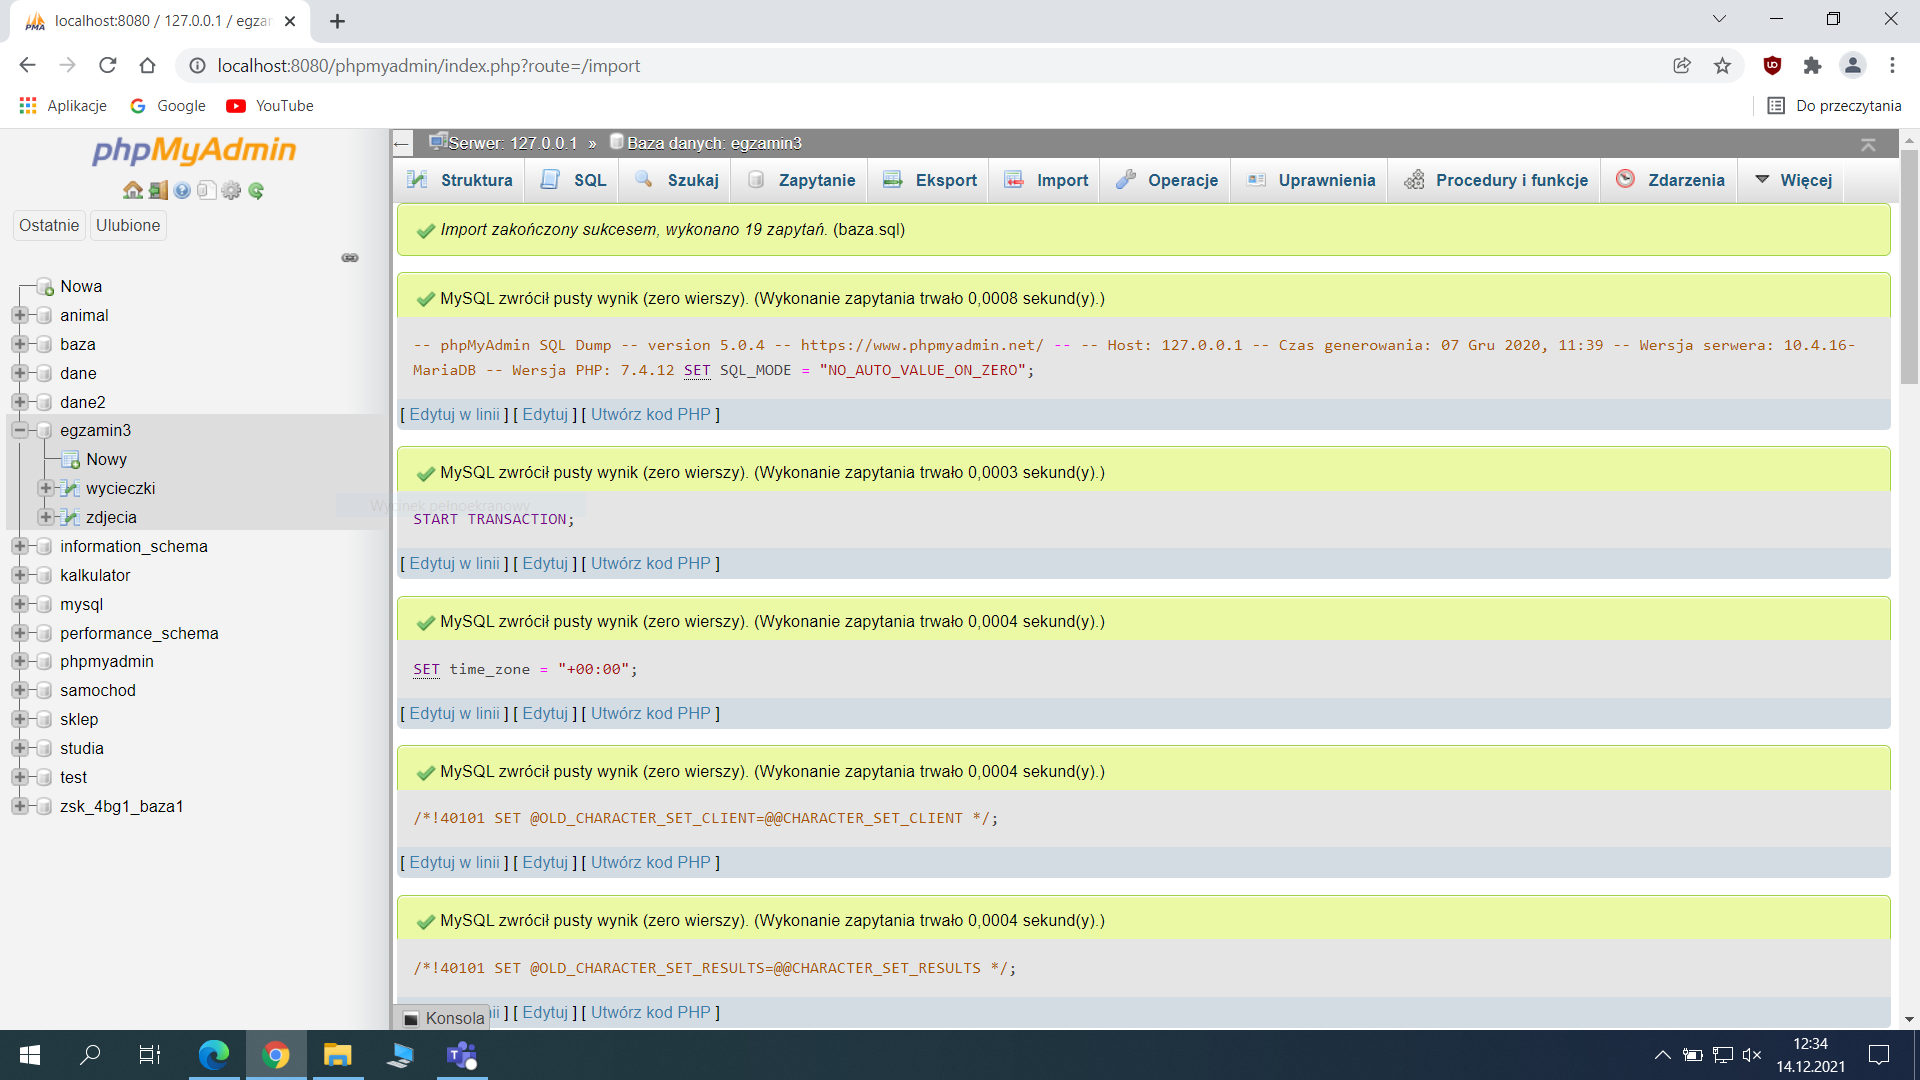 localhost:8080 / 127.0.0.1 / egzar
localhost:8080/phpmyadmin/index.php?route=/import
Aplikacje
Google
YouTube
Do przeczytania
phpMyAdmin
Ostatnie
Ulubione
Nowa
animal
baza
dane
dane2
egzamin3
Nowy
wycieczki
zdjecia
information_schema
kalkulator
mysql
performance_schema
phpmyadmin
samochod
sklep
studia
test
zsk_4bg1_baza1
Serwer: 127.0.0.1 » Baza danych: egzamin3
Struktura
SQL
Szukaj
Zapytanie
Eksport
Import
Operacje
Uprawnienia
Procedury i funkcje
Zdarzenia
Więcej
Import zakończony sukcesem, wykonano 19 zapytań. (baza.sql)
MySQL zwrócił pusty wynik (zero wierszy). (Wykonanie zapytania trwało 0,0008 sekund(y).)
-- phpMyAdmin SQL Dump -- version 5.0.4 -- https://www.phpmyadmin.net/ -- -- Host: 127.0.0.1 -- Czas generowania: 07 Gru 2020, 11:39 -- Wersja serwera: 10.4.16-
MariaDB -- Wersja PHP: 7.4.12 SET SQL_MODE = "NO_AUTO_VALUE_ON_ZERO";
[ Edytuj w linii ] [ Edytuj ] [ Utwórz kod PHP ]
MySQL zwrócił pusty wynik (zero wierszy). (Wykonanie zapytania trwało 0,0003 sekund(y).)
Wycinek pełnoekranowy
START TRANSACTION;
[ Edytuj w linii ] [ Edytuj ] [ Utwórz kod PHP ]
MySQL zwrócił pusty wynik (zero wierszy). (Wykonanie zapytania trwało 0,0004 sekund(y).)
SET time_zone = "+00:00";
[ Edytuj w linii ] [ Edytuj ] [ Utwórz kod PHP ]
MySQL zwrócił pusty wynik (zero wierszy). (Wykonanie zapytania trwało 0,0004 sekund(y).)
/*!40101 SET @OLD_CHARACTER_SET_CLIENT=@@CHARACTER_SET_CLIENT */;
[ Edytuj w linii ] [ Edytuj ] [ Utwórz kod PHP ]
MySQL zwrócił pusty wynik (zero wierszy). (Wykonanie zapytania trwało 0,0004 sekund(y).)
/*!40101 SET @OLD_CHARACTER_SET_RESULTS=@@CHARACTER_SET_RESULTS */;
Konsola
nii ] [ Edytuj ] [ Utwórz kod PHP ]
12:34
14.12.2021